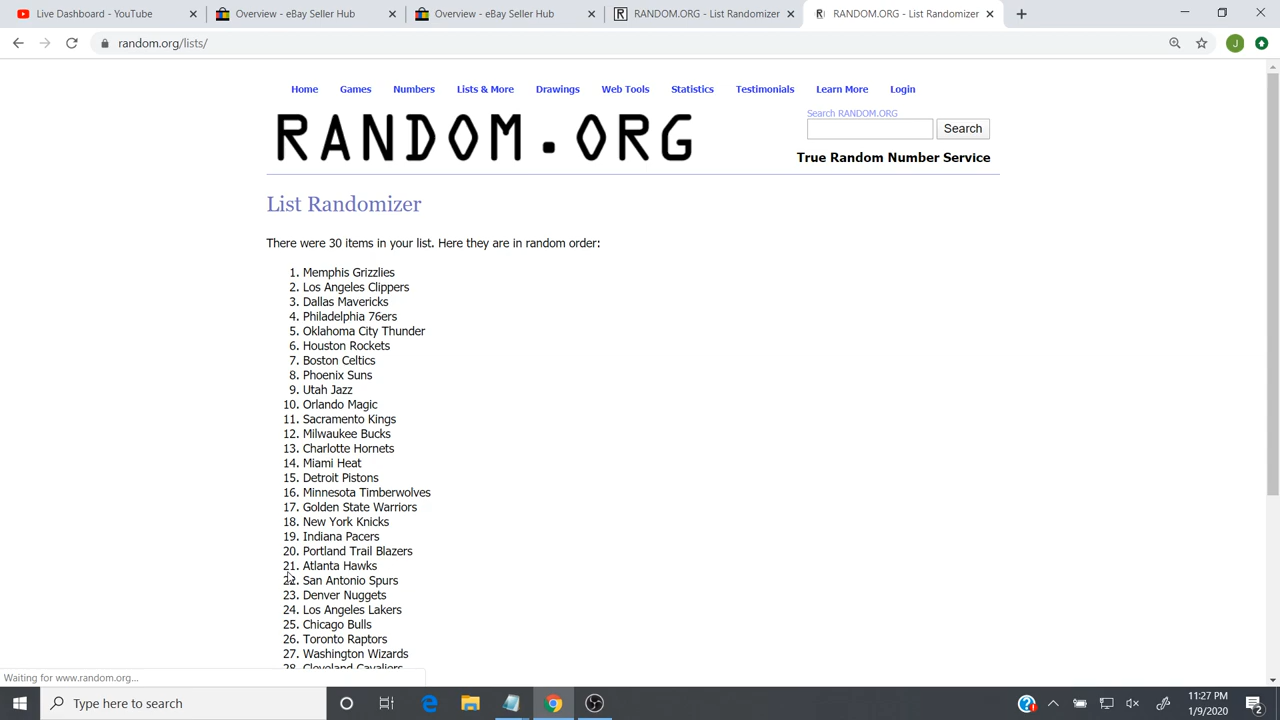 Live Dashboard - YouTube
Overview - eBay Seller Hub
Overview - eBay Seller Hub
RANDOM.ORG - List Randomizer
RANDOM.ORG - List Randomizer
random.org/lists/
J
Home Games Numbers Lists & More Drawings Web Tools Statistics Testimonials Learn More Login
RANDOM.ORG
Search RANDOM.ORG
Search
True Random Number Service
List Randomizer
There were 30 items in your list. Here they are in random order:
1. Memphis Grizzlies
2. Los Angeles Clippers
3. Dallas Mavericks
4. Philadelphia 76ers
5. Oklahoma City Thunder
6. Houston Rockets
7. Boston Celtics
8. Phoenix Suns
9. Utah Jazz
10. Orlando Magic
11. Sacramento Kings
12. Milwaukee Bucks
13. Charlotte Hornets
14. Miami Heat
15. Detroit Pistons
16. Minnesota Timberwolves
17. Golden State Warriors
18. New York Knicks
19. Indiana Pacers
20. Portland Trail Blazers
21. Atlanta Hawks
22. San Antonio Spurs
23. Denver Nuggets
24. Los Angeles Lakers
25. Chicago Bulls
26. Toronto Raptors
27. Washington Wizards
28. Cleveland Cavaliers
Waiting for www.random.org...
Type here to search
11:27 PM
1/9/2020
2